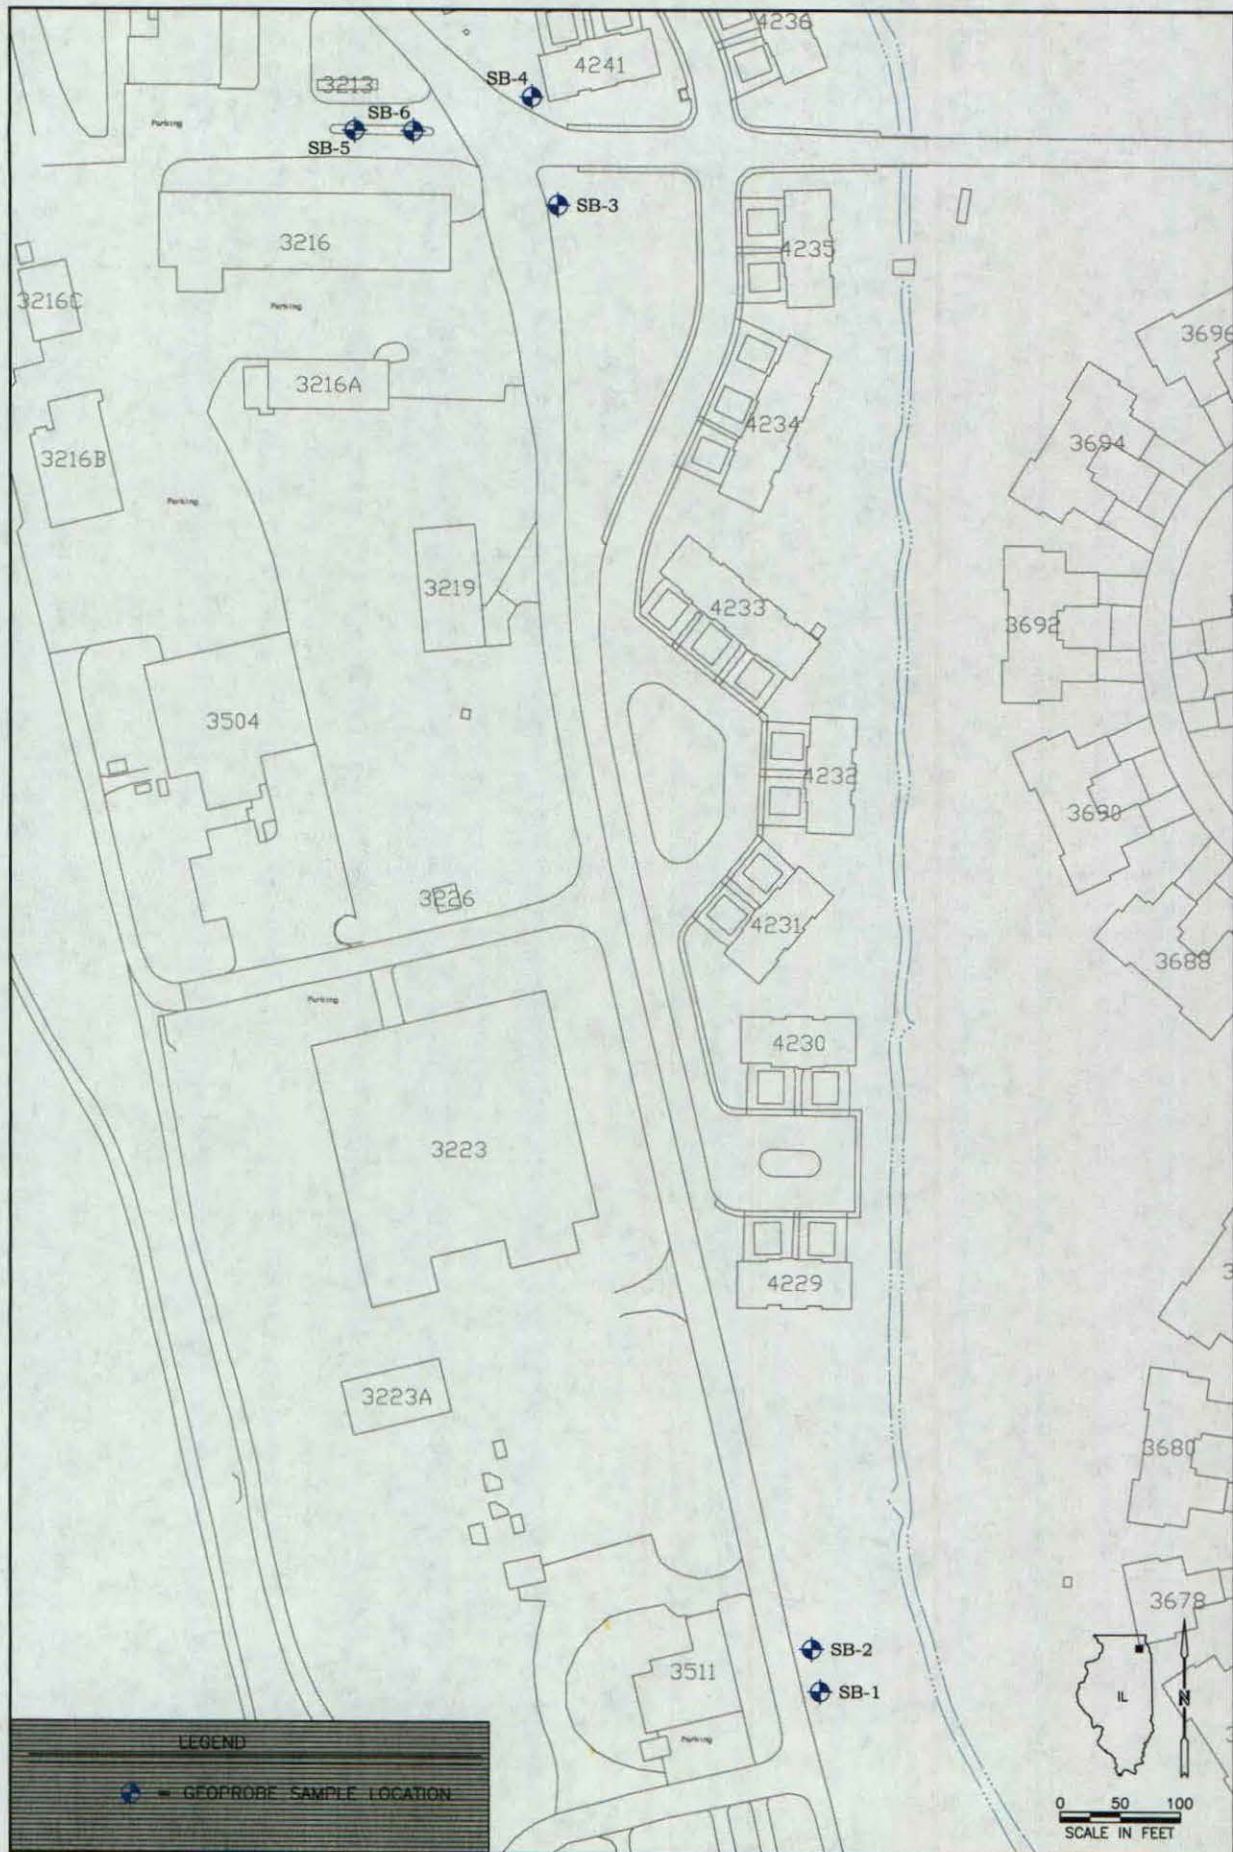 4236
4241
SB-4
3213
SB-6
Parking
SB-5
SB-3
3216
4235
3216C
Parking
3696
3216A
4234
3694
3216B
Parking
3219
4233
3692
3504
4232
3690
3226
4231
3688
Parking
4230
3223
3
4229
3223A
3680
3678
SB-2
3511
SB-1
IL
N
Parking
3
LEGEND
= GEOPROBE SAMPLE LOCATION
0 50 100
SCALE IN FEET